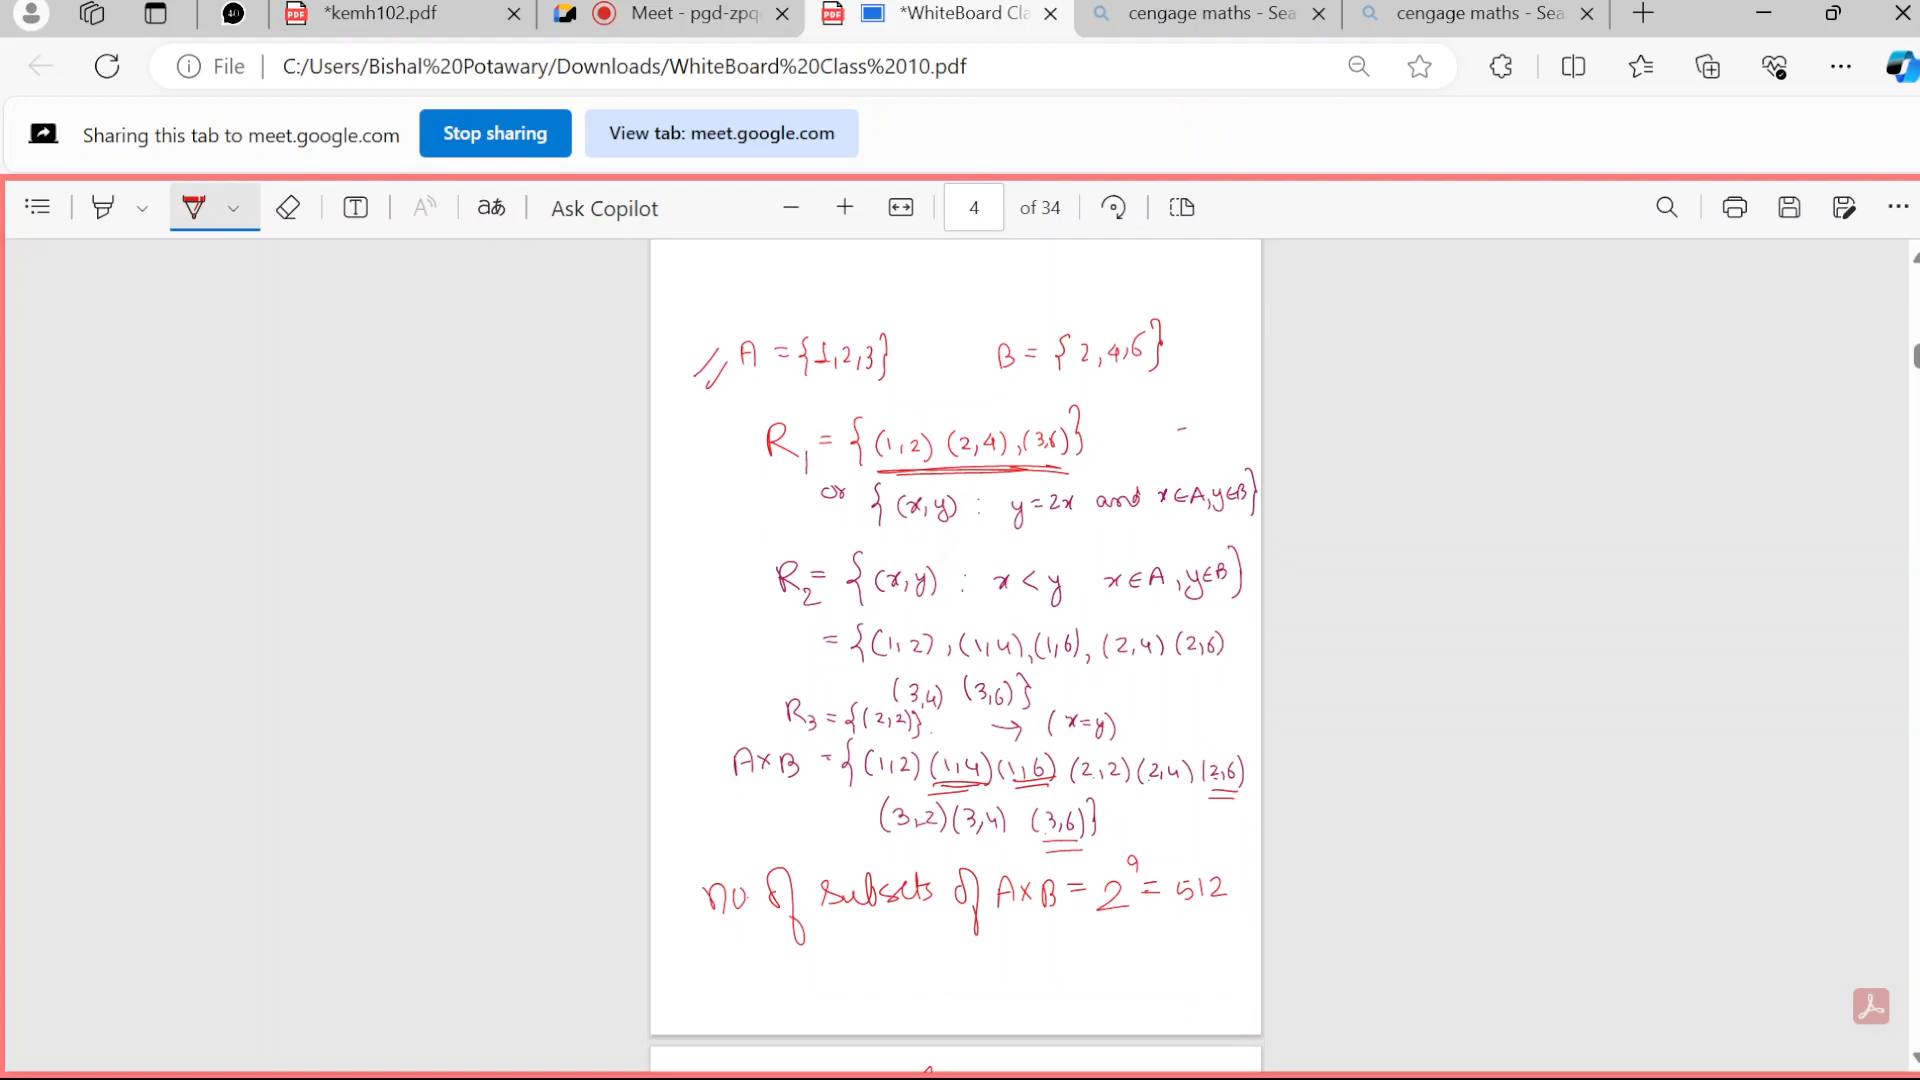 *kemh102.pdf
Meet - pgd-zpq
*WhiteBoard Cla
cengage maths - Sea
cengage maths - Sea
File
C:/Users/Bishal%20Potawary/Downloads/WhiteBoard%20Class%2010.pdf
Sharing this tab to meet.google.com
Stop sharing
View tab: meet.google.com
Ask Copilot
4 of 34
A = {1,2,3} B = {2,4,6}
R₁ = {(1,2) (2,4),(3,6)}
or {(x,y) : y=2x and x∈A,y∈B}
R₂ = {(x,y) : x<y x∈A,y∈B}
= {(1,2),(1,4),(1,6),(2,4)(2,6)
(3,4) (3,6)}
R₃ = {(2,2)}. → (x=y)
A×B = {(1,2)(1,4)(1,6)(2,2)(2,4)(2,6)
(3,2)(3,4) (3,6)}
no. of subsets of A×B = 2⁹ = 512